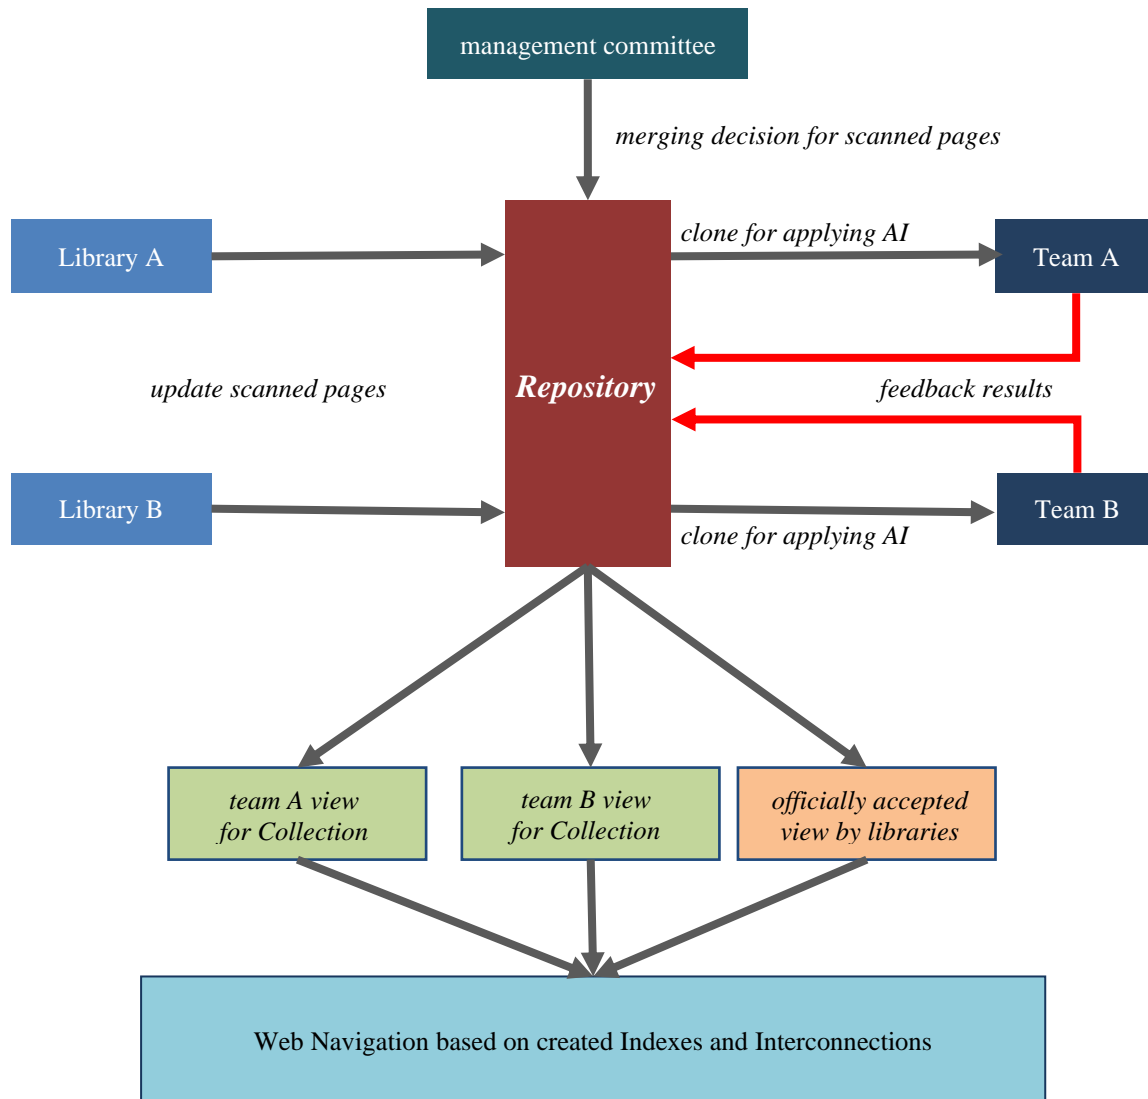 management committee
merging decision for scanned pages
clone for applying AI
Library A
Team A
update scanned pages
Repository
feedback results
Library B
Team B
clone for applying AI
team A view
for Collection
team B view
for Collection
officially accepted
view by libraries
Web Navigation based on created Indexes and Interconnections